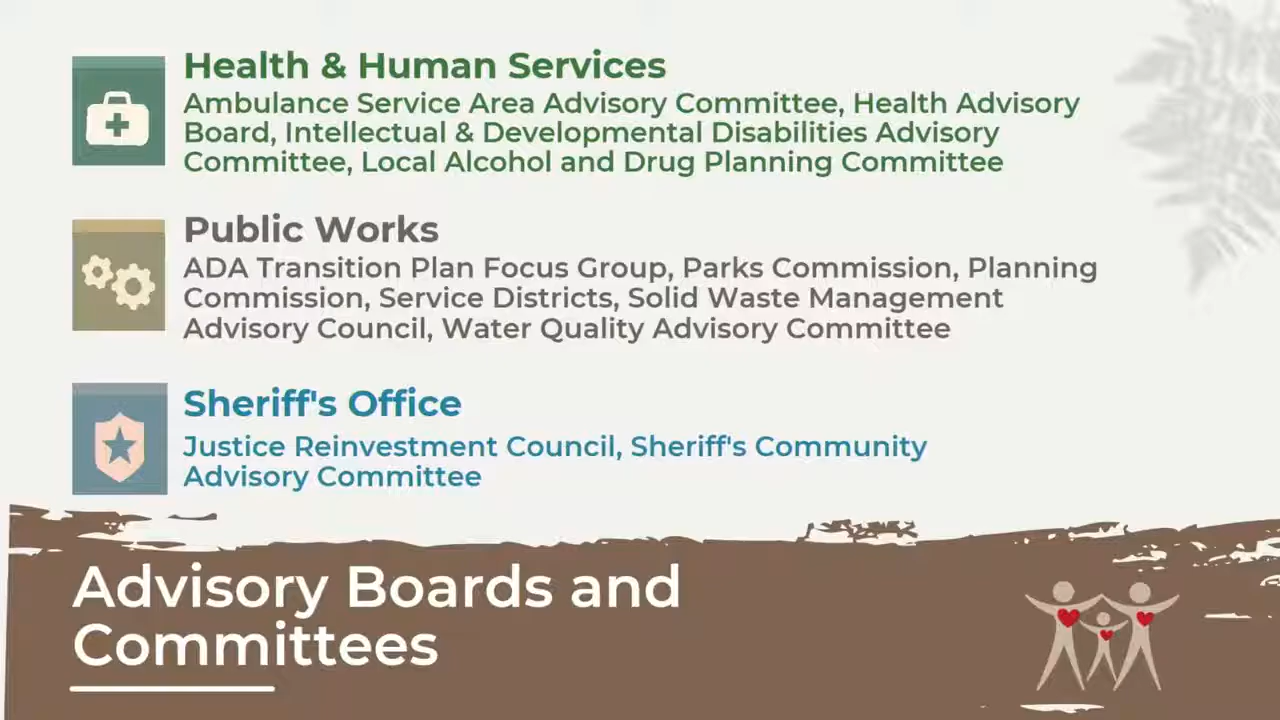 Health & Human Services
Ambulance Service Area Advisory Committee, Health Advisory
Board, Intellectual & Developmental Disabilities Advisory
Committee, Local Alcohol and Drug Planning Committee
Public Works
ADA Transition Plan Focus Group, Parks Commission, Planning
Commission, Service Districts, Solid Waste Management
Advisory Council, Water Quality Advisory Committee
Sheriff's Office
Justice Reinvestment Council, Sheriff's Community
Advisory Committee
Advisory Boards and
Committees